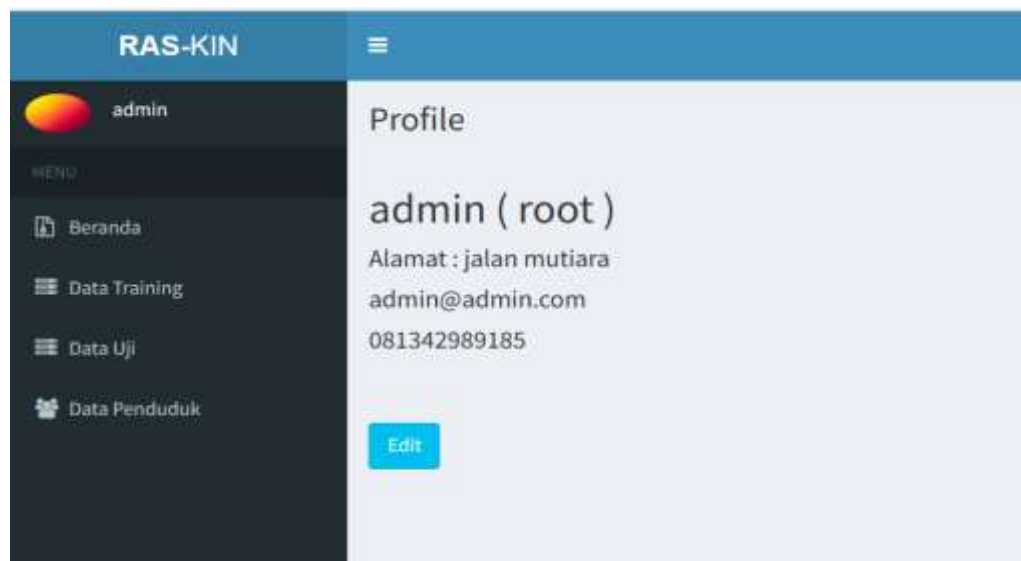 RAS-KIN
admin
MENU
Beranda
Data Training
Data Uji
Data Penduduk
Profile
admin ( root )
Alamat : jalan mutiara
admin@admin.com
081342989185
Edit